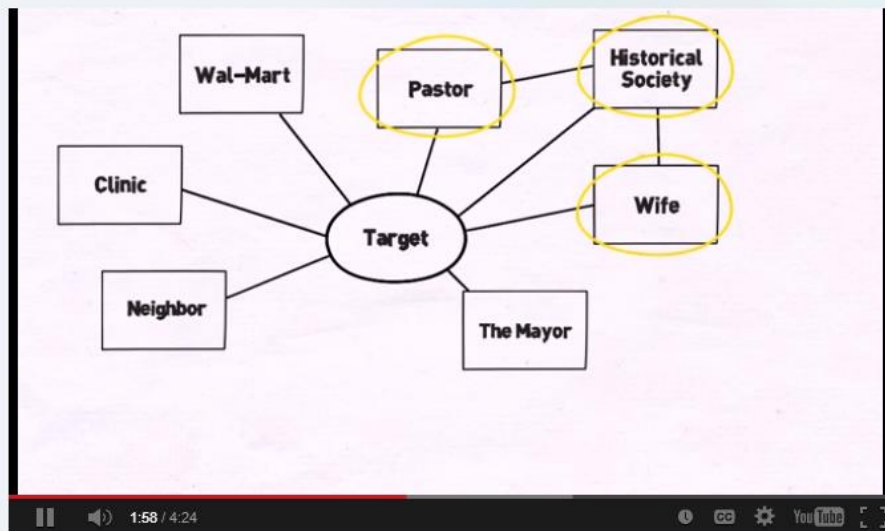 Wal-Mart
Pastor
Historical
Society
Clinic
Wife
Target
Neighbor
The Mayor
1:58 / 4:24
CC
YouTube